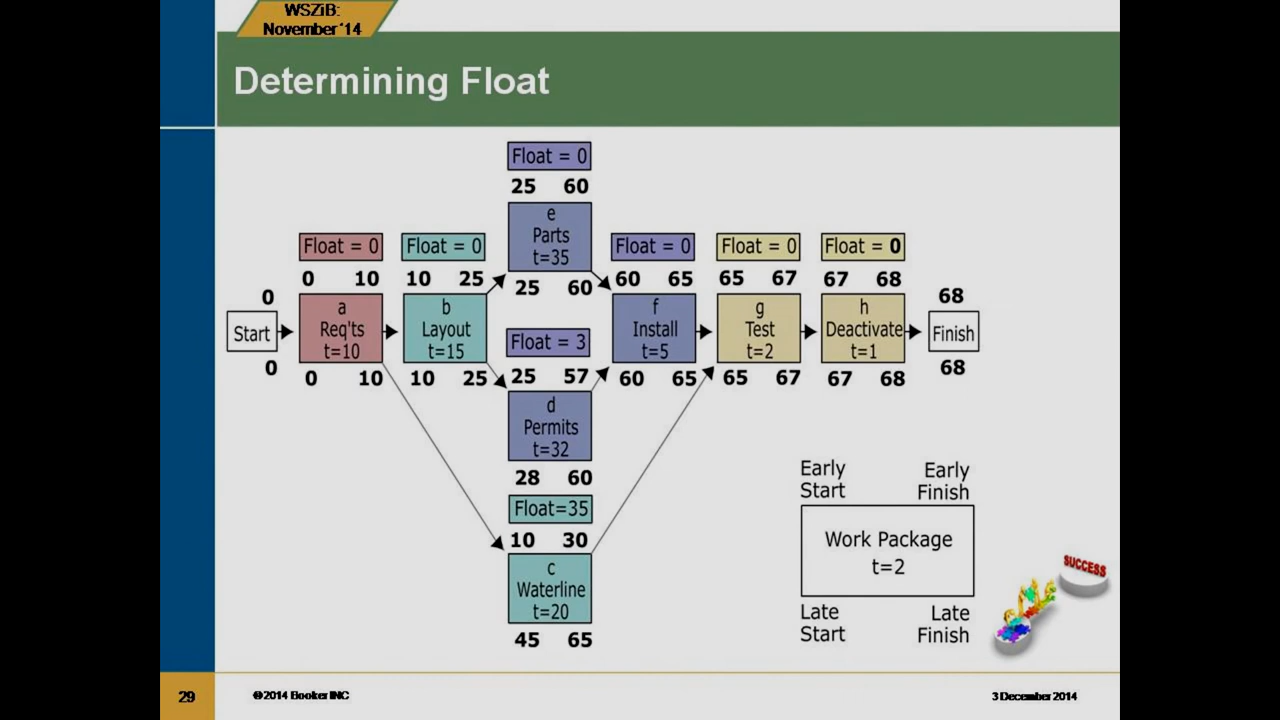 WSZiB:
November '14
Determining Float
Float = 0
25 60
e
Parts
t=35
25 60
Float = 0
0 10
a
Req'ts
t=10
0 10
Float = 0
10 25
b
Layout
t=15
10 25
Float = 3
25 57
d
Permits
t=32
28 60
Float=35
10 30
c
Waterline
t=20
45 65
Float = 0
60 65
f
Install
t=5
60 65
Float = 0
65 67
g
Test
t=2
65 67
Float = 0
67 68
h
Deactivate
t=1
67 68
0
Start
0
68
Finish
68
Early
Start
Early
Finish
Work Package
t=2
Late
Start
Late
Finish
SUCCESS
29
©2014 Booker INC
3 December 2014